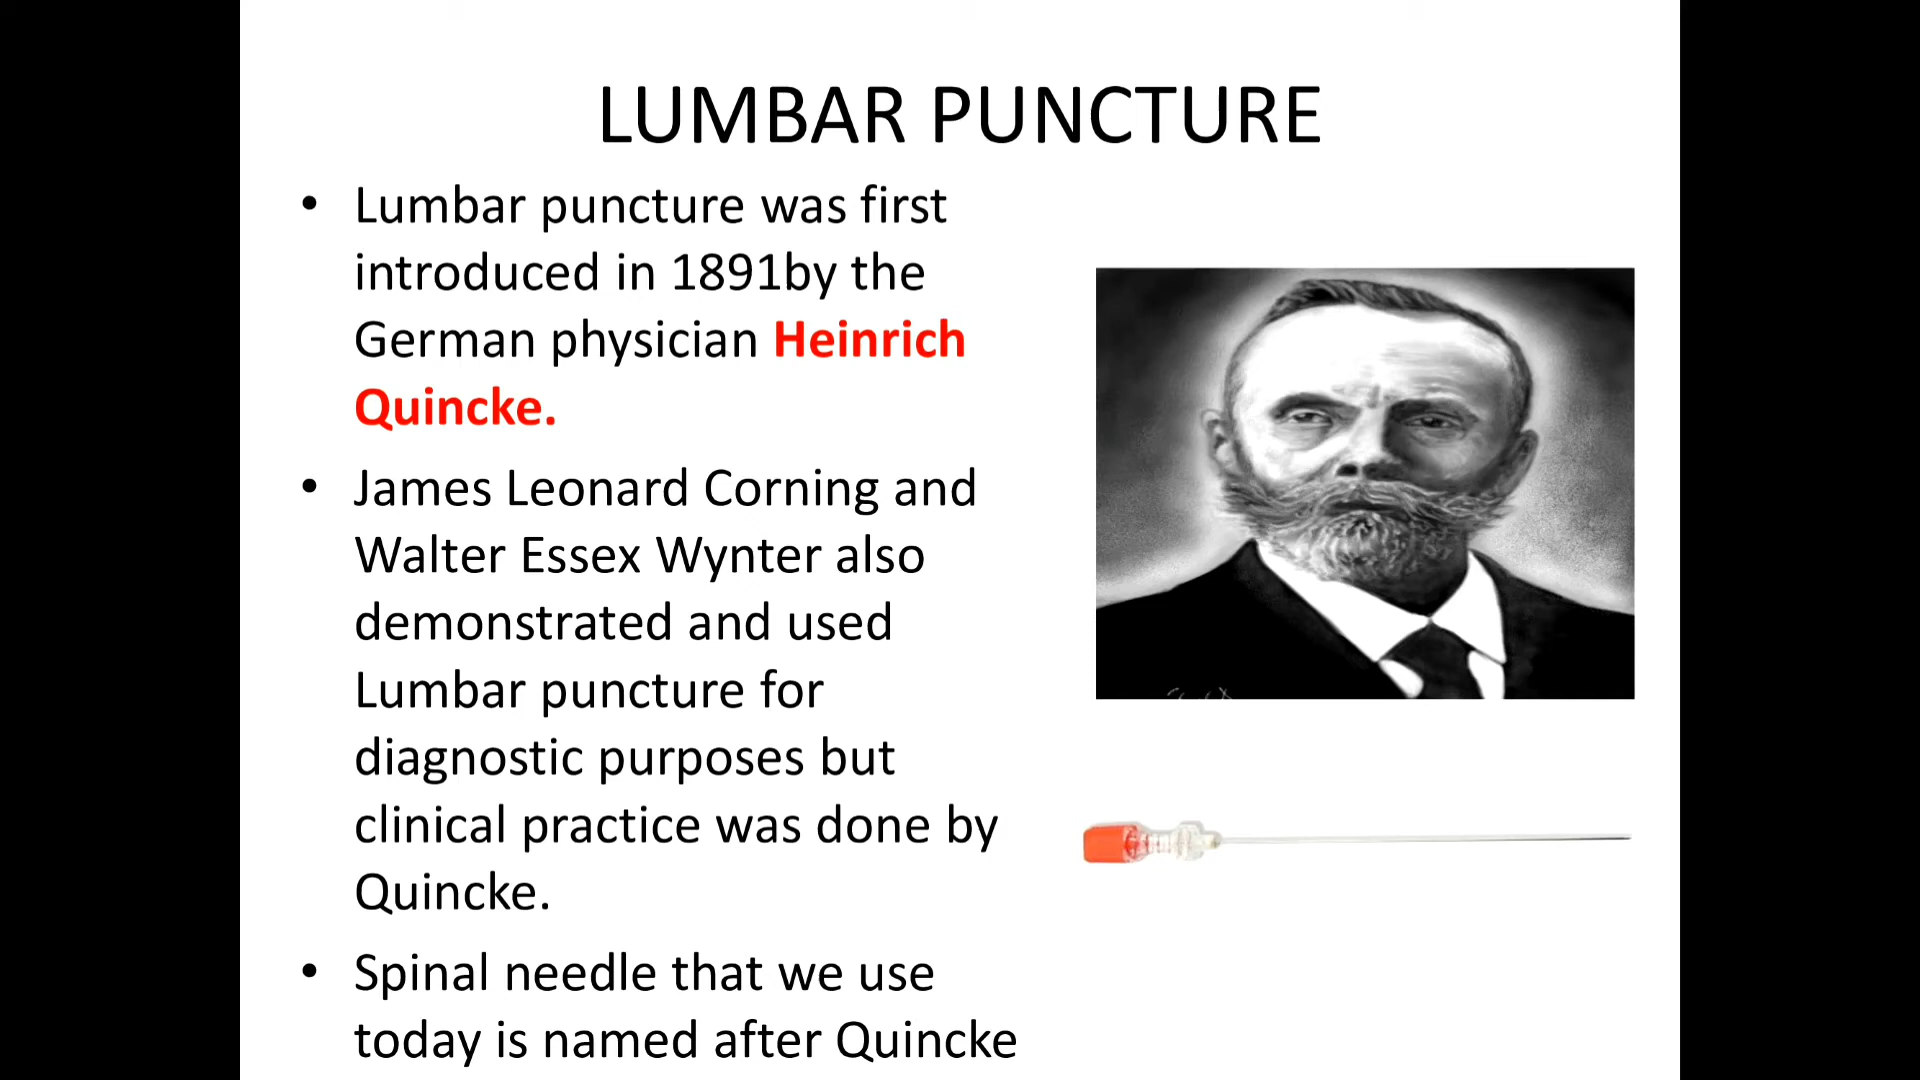 LUMBAR PUNCTURE
• Lumbar puncture was first
introduced in 1891by the
German physician Heinrich
Quincke.
• James Leonard Corning and
Walter Essex Wynter also
demonstrated and used
Lumbar puncture for
diagnostic purposes but
clinical practice was done by
Quincke.
• Spinal needle that we use
today is named after Quincke